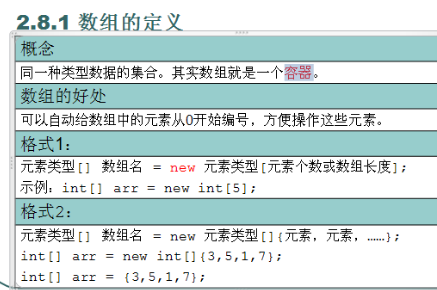 2.8.1 数组的定义
概念
同一种类型数据的集合。其实数组就是一个容器。
数组的好处
可以自动给数组中的元素从0开始编号，方便操作这些元素。
格式1：
元素类型[] 数组名 = new 元素类型[元素个数或数组长度];
示例：int[] arr = new int[5];
格式2：
元素类型[] 数组名 = new 元素类型[]{元素，元素，……};
int[] arr = new int[]{3,5,1,7};
int[] arr = {3,5,1,7};